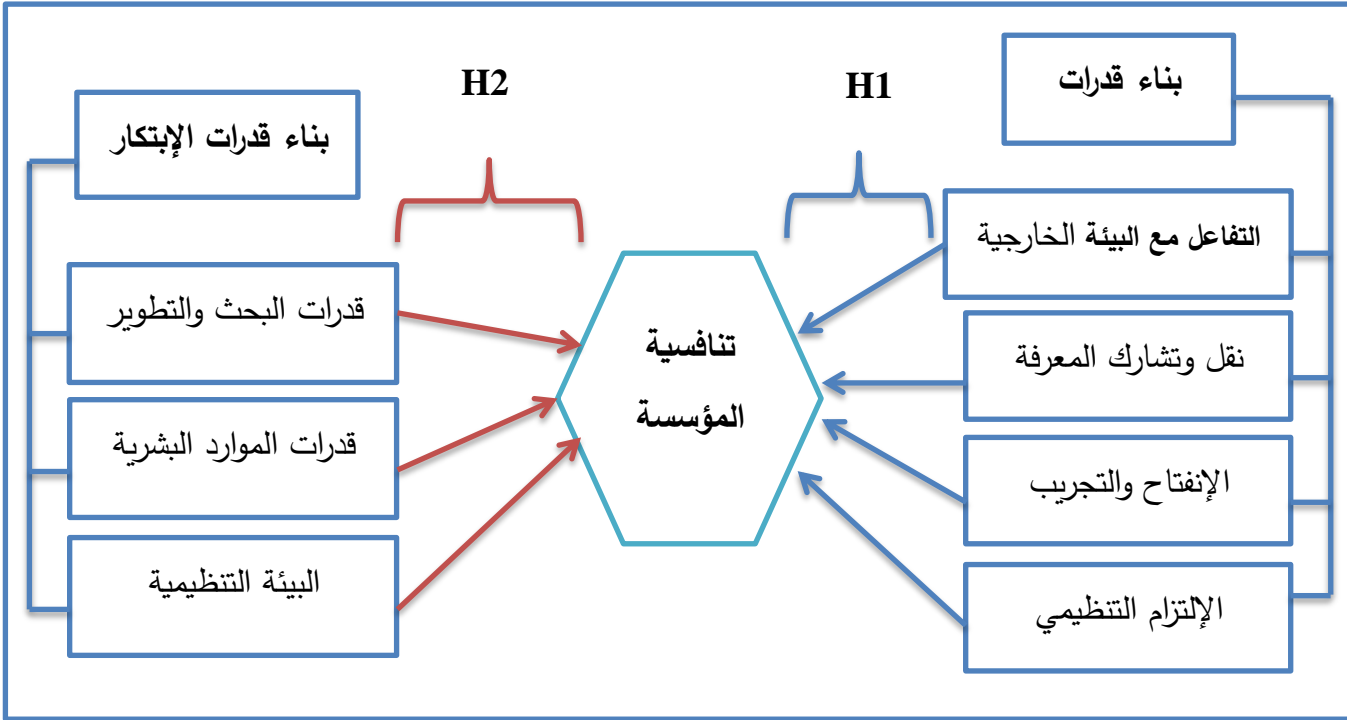 بناء قدرات
H1
H2
بناء قدرات الإبتكار
التفاعل مع البيئة الخارجية
نقل وتشارك المعرفة
الإنفتاح والتجريب
الإلتزام التنظيمي
تنافسية
المؤسسة
قدرات البحث والتطوير
قدرات الموارد البشرية
البيئة التنظيمية